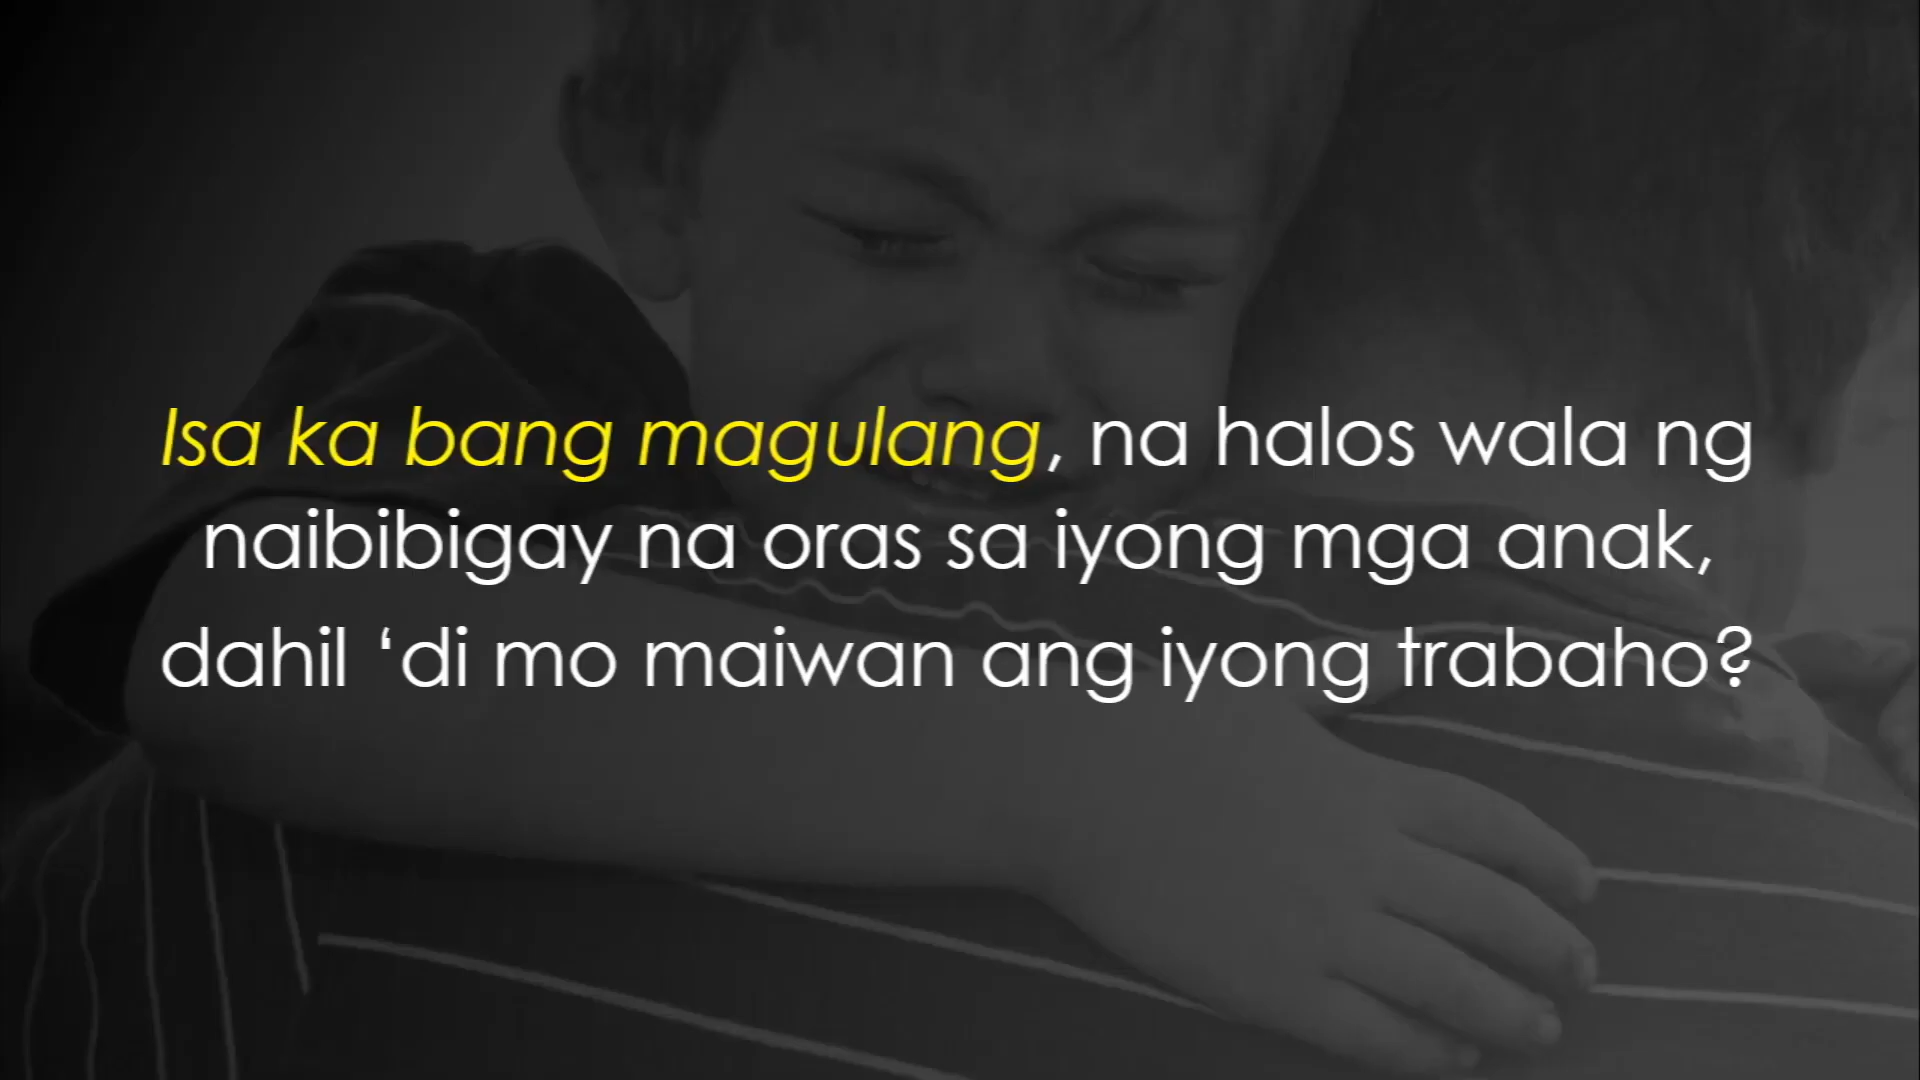 Isa ka bang magulang, na halos wala ng
naibibigay na oras sa iyong mga anak,
dahil ‘di mo maiwan ang iyong trabaho?